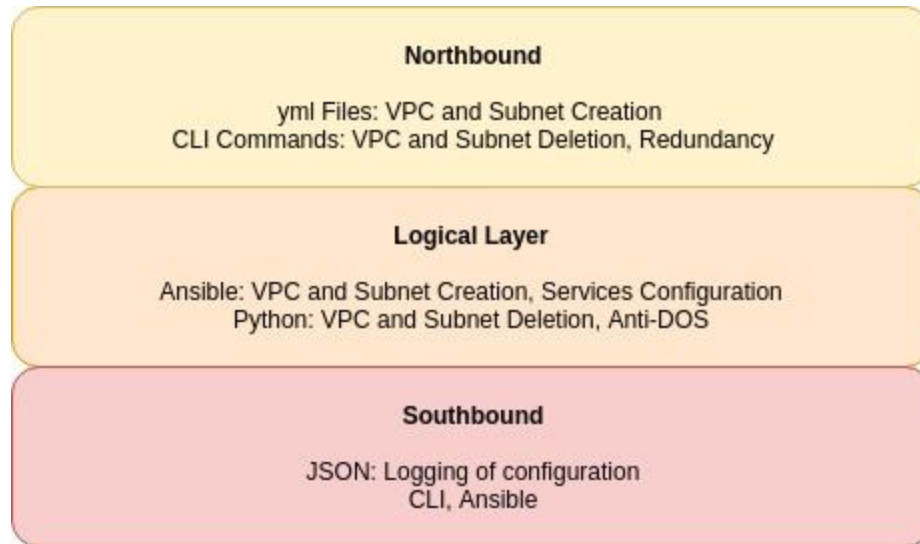 Northbound
yml Files: VPC and Subnet Creation
CLI Commands: VPC and Subnet Deletion, Redundancy
Logical Layer
Ansible: VPC and Subnet Creation, Services Configuration
Python: VPC and Subnet Deletion, Anti-DOS
Southbound
JSON: Logging of configuration
CLI, Ansible